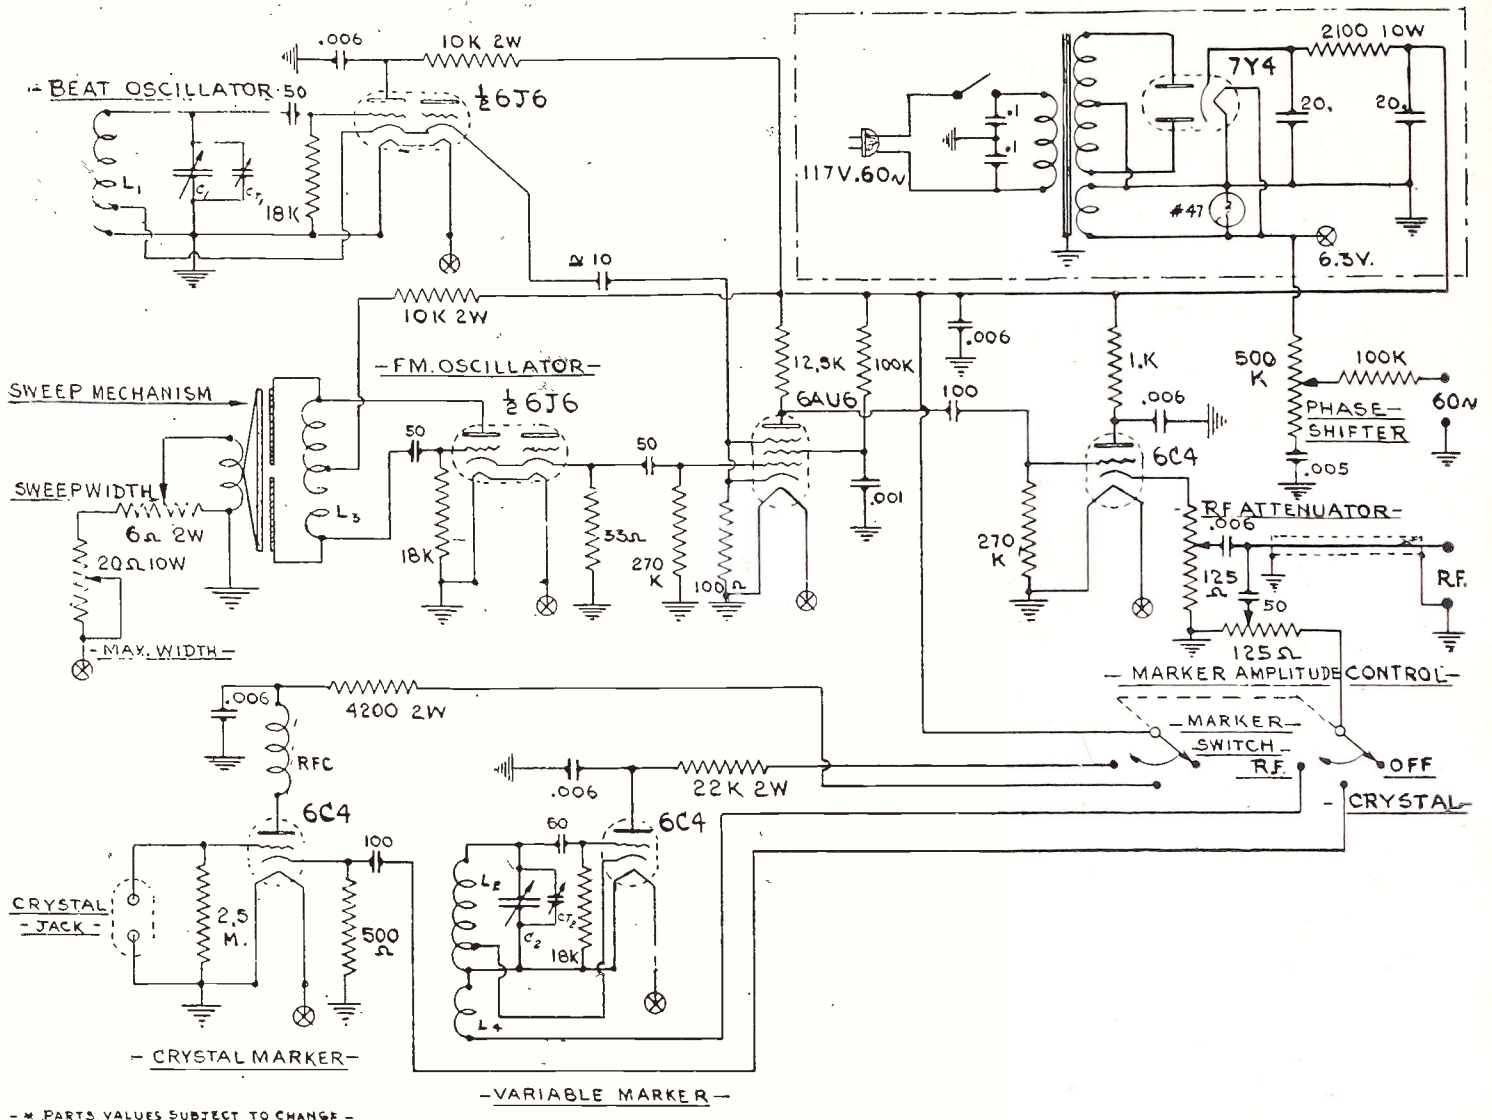 .006
10K 2W
½ 6J6
- BEAT OSCILLATOR -
50
L1
C1
CT1
18K
2100 10W
7Y4
20.
20.
.1
.1
117V.60~
#47
6.3V.
10
10K 2W
- FM. OSCILLATOR -
½ 6J6
SWEEP MECHANISM
SWEEPWIDTH
6Ω 2W
20Ω 10W
- MAX. WIDTH -
L3
50
18K
33Ω
50
270 K
12.5K
100K
6AU6
100Ω
.001
100
.006
1.K
.006
6C4
270 K
500 K
100K
60~
PHASE-
SHIFTER
.005
RF ATTENUATOR -
.006
125 Ω
50
R.F.
125Ω
- MARKER AMPLITUDE CONTROL -
- MARKER -
SWITCH -
R.F.
OFF
- CRYSTAL -
.006
4200 2W
RFC
6C4
100
CRYSTAL
- JACK -
2.5 M.
500 Ω
- CRYSTAL MARKER -
.006
22K 2W
6C4
50
L2
C2
CT2
18K
L4
- VARIABLE MARKER -
- * PARTS VALUES SUBJECT TO CHANGE -